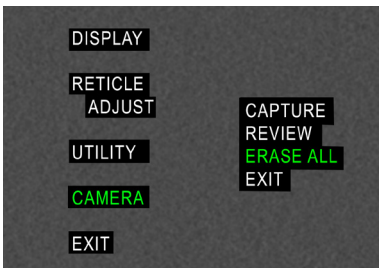 DISPLAY
RETICLE
ADJUST
UTILITY
CAMERA
EXIT
CAPTURE
REVIEW
ERASE ALL
EXIT